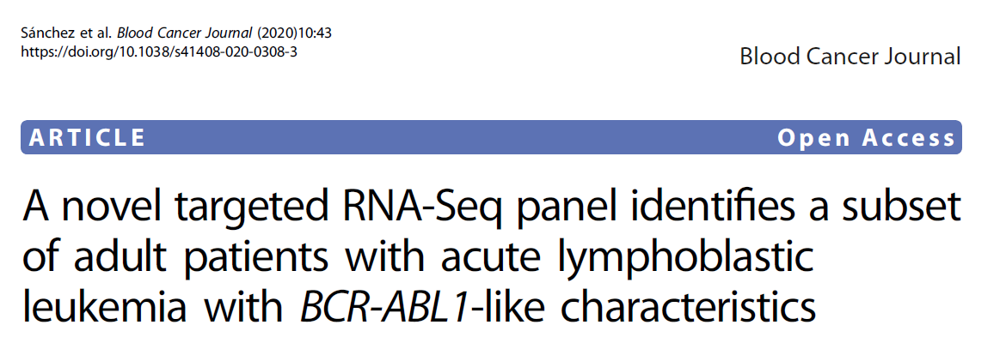 Sánchez et al. Blood Cancer Journal (2020)10:43
https://doi.org/10.1038/s41408-020-0308-3
Blood Cancer Journal
ARTICLE
Open Access
A novel targeted RNA-Seq panel identifies a subset
of adult patients with acute lymphoblastic
leukemia with BCR-ABL1-like characteristics